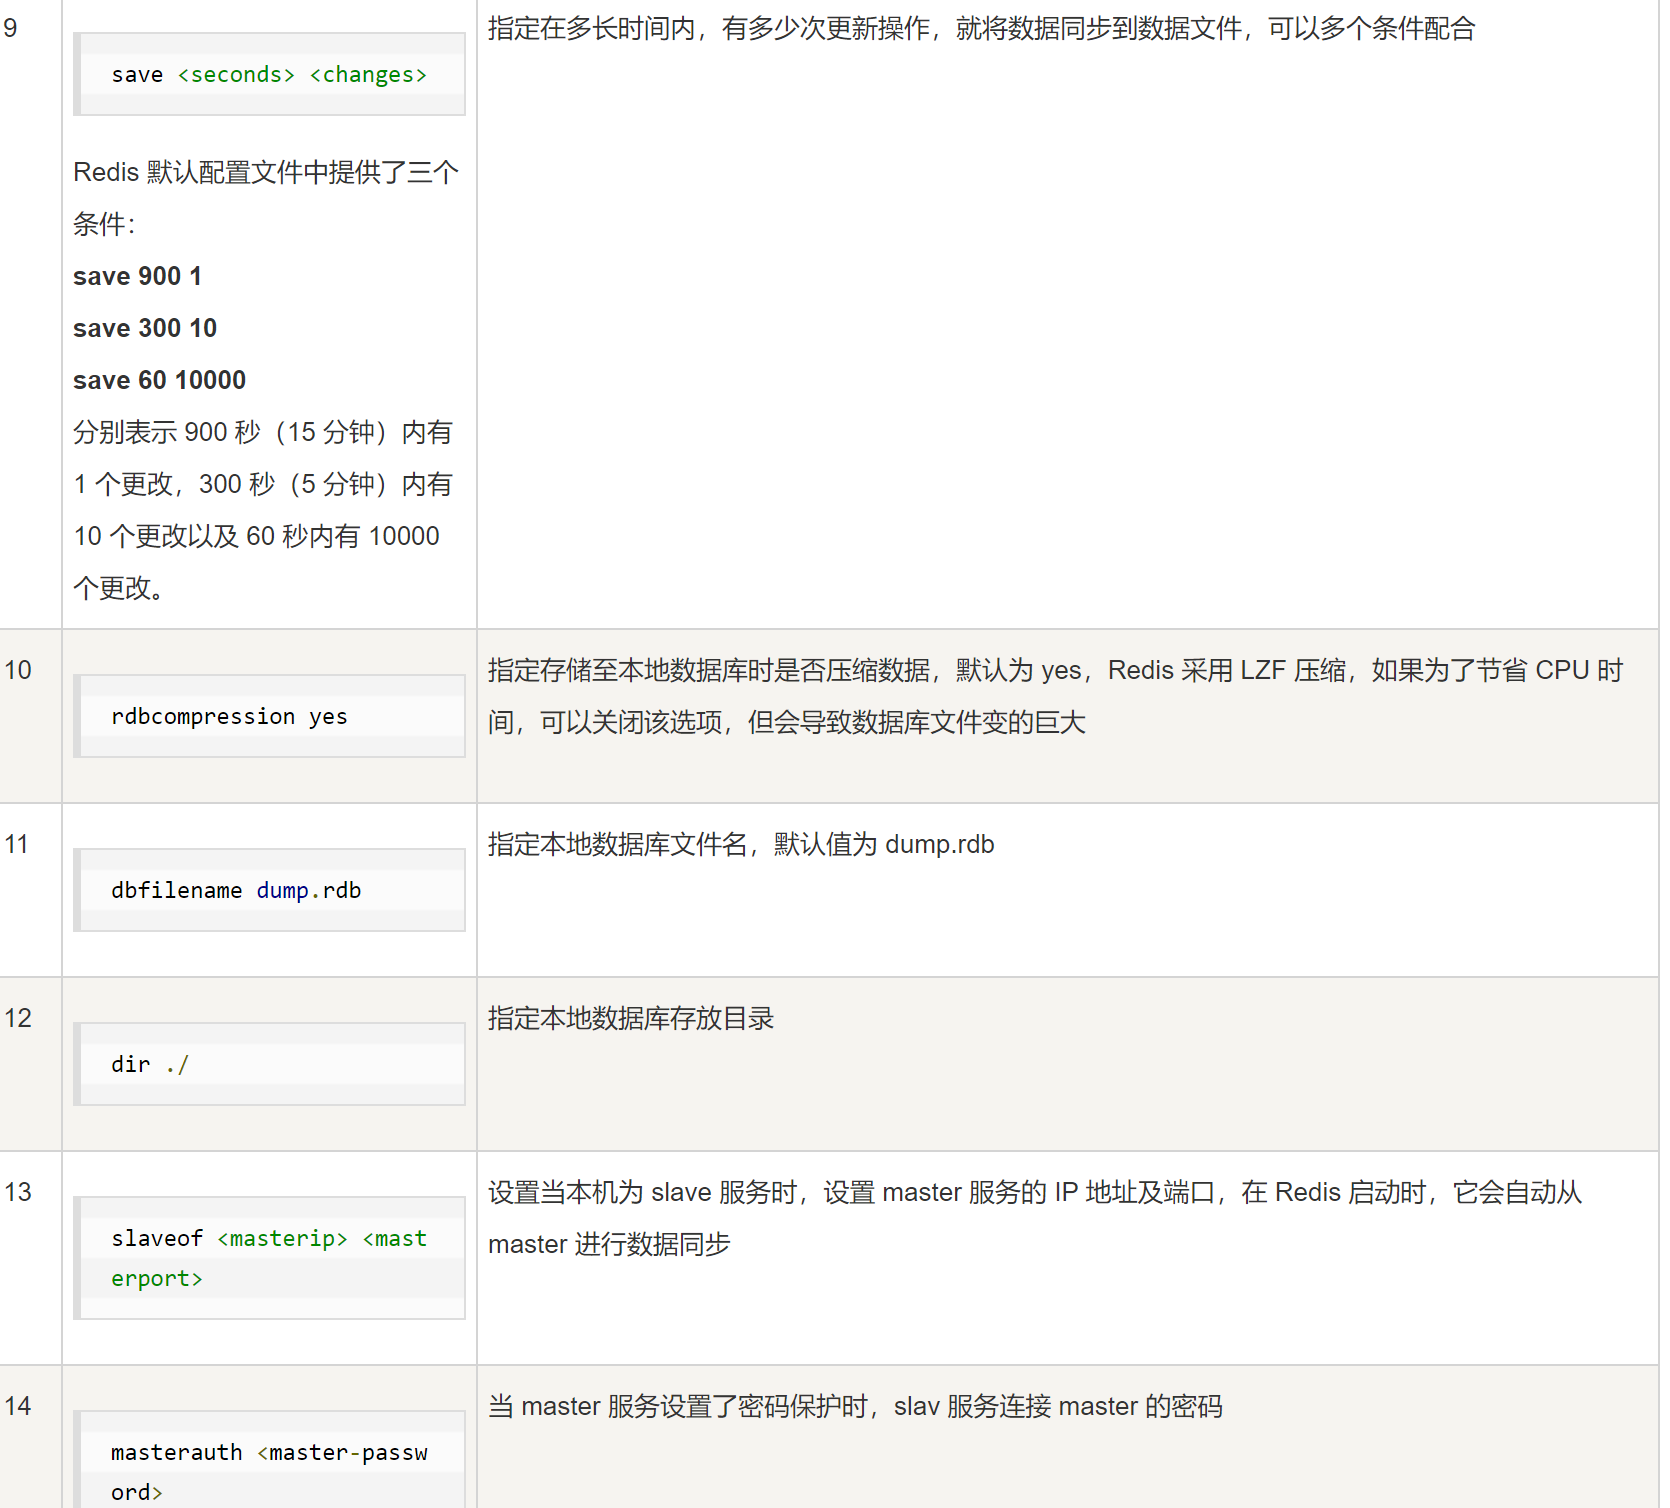 9
save <seconds> <changes>
Redis 默认配置文件中提供了三个
条件：
save 900 1
save 300 10
save 60 10000
分别表示 900 秒（15 分钟）内有
1 个更改，300 秒（5 分钟）内有
10 个更改以及 60 秒内有 10000
个更改。
指定在多长时间内，有多少次更新操作，就将数据同步到数据文件，可以多个条件配合
10
rdbcompression yes
指定存储至本地数据库时是否压缩数据，默认为 yes，Redis 采用 LZF 压缩，如果为了节省 CPU 时
间，可以关闭该选项，但会导致数据库文件变的巨大
11
dbfilename dump.rdb
指定本地数据库文件名，默认值为 dump.rdb
12
dir ./
指定本地数据库存放目录
13
slaveof <masterip> <mast
erport>
设置当本机为 slave 服务时，设置 master 服务的 IP 地址及端口，在 Redis 启动时，它会自动从
master 进行数据同步
14
masterauth <master-passw
ord>
当 master 服务设置了密码保护时，slav 服务连接 master 的密码